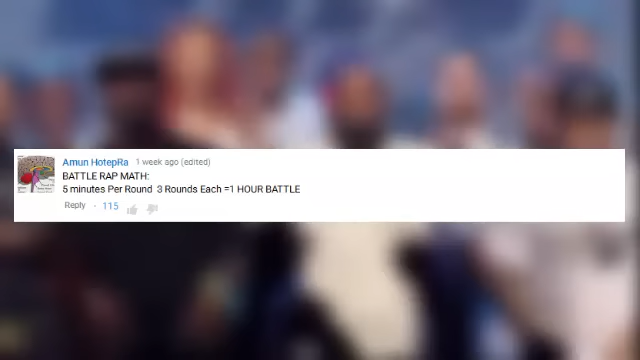 Amun HotepRa 1 week ago (edited)
BATTLE RAP MATH:
5 minutes Per Round 3 Rounds Each =1 HOUR BATTLE
Reply · 115